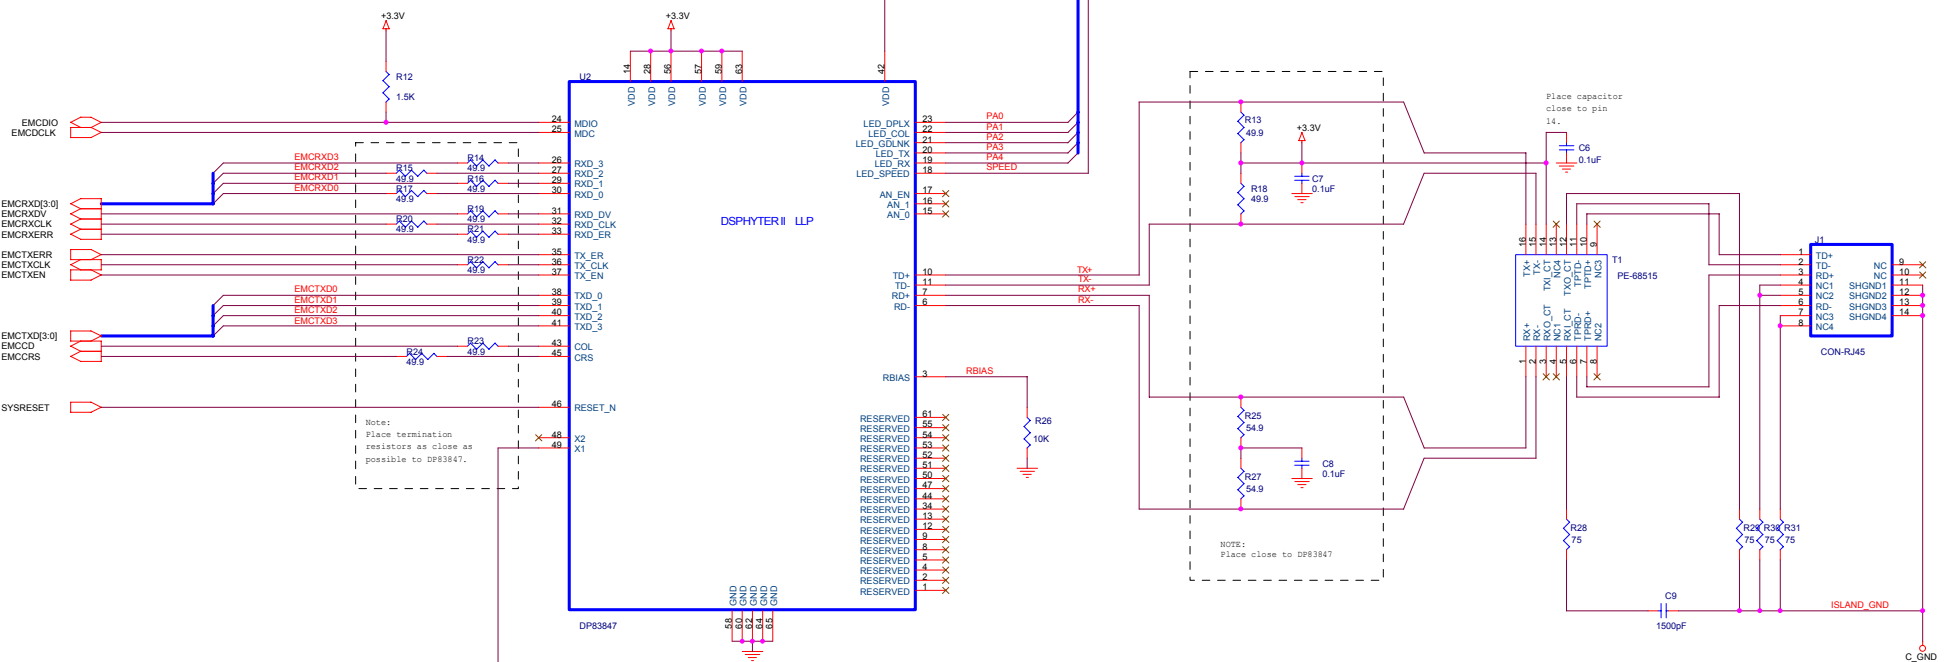 +3.3V
+3.3V
R12
1.5K
U2
14
28
56
57
59
63
42
VDD
VDD
VDD
VDD
VDD
VDD
VDD
EMCDIO
EMCDCLK
24
25
MDIO
MDC
EMCRXD3
EMCRXD2
EMCRXD1
EMCRXD0
R14
49.9
R15
49.9
R16
49.9
R17
49.9
26
27
29
30
RXD_3
RXD_2
RXD_1
RXD_0
EMCRXD[3:0]
EMCRXDV
EMCRXCLK
EMCRXERR
R19
49.9
R20
49.9
R21
49.9
31
32
33
RXD_DV
RXD_CLK
RXD_ER
EMCTXERR
EMCTXCLK
EMCTXEN
R22
49.9
35
36
37
TX_ER
TX_CLK
TX_EN
EMCTXD0
EMCTXD1
EMCTXD2
EMCTXD3
38
39
40
41
TXD_0
TXD_1
TXD_2
TXD_3
EMCTXD[3:0]
EMCCD
EMCCRS
R23
49.9
R24
49.9
43
45
COL
CRS
SYSRESET
46
RESET_N
Note:
Place termination
resistors as close as
possible to DP83847.
48
49
X2
X1
DSPHYTER II LLP
LED_DPLX
LED_COL
LED_GDLNK
LED_TX
LED_RX
LED_SPEED
23
22
21
20
19
18
PA0
PA1
PA2
PA3
PA4
SPEED
AN_EN
AN_1
AN_0
17
16
15
TD+
TD-
RD+
RD-
10
11
7
6
TX+
TX-
RX+
RX-
RBIAS
3
RBIAS
R26
10K
RESERVED 61
RESERVED 55
RESERVED 54
RESERVED 53
RESERVED 52
RESERVED 51
RESERVED 50
RESERVED 47
RESERVED 44
RESERVED 34
RESERVED 13
RESERVED 12
RESERVED 9
RESERVED 8
RESERVED 5
RESERVED 4
RESERVED 2
RESERVED 1
GND
GND
GND
GND
GND
58
60
62
64
65
DP83847
R13
49.9
+3.3V
R18
49.9
C7
0.1uF
R25
54.9
C8
0.1uF
R27
54.9
NOTE:
Place close to DP83847
Place capacitor
close to pin
14.
C6
0.1uF
16
15
14
13
12
11
10
9
TX+
TX-
TXI_CT
NC4
TXO_CT
TPTD-
TPTD+
NC3
T1
PE-68515
RX+
RX-
RXO_CT
NC1
RXI_CT
TPRD-
TPRD+
NC2
1
2
3
4
5
6
7
8
J1
1
2
3
4
5
6
7
8
TD+
TD-
RD+
NC1
NC2
RD-
NC3
NC4
NC
NC
SHGND1
SHGND2
SHGND3
SHGND4
9
10
11
12
13
14
CON-RJ45
R28
75
R29
75
R30
75
R31
75
C9
1500pF
ISLAND_GND
C_GND